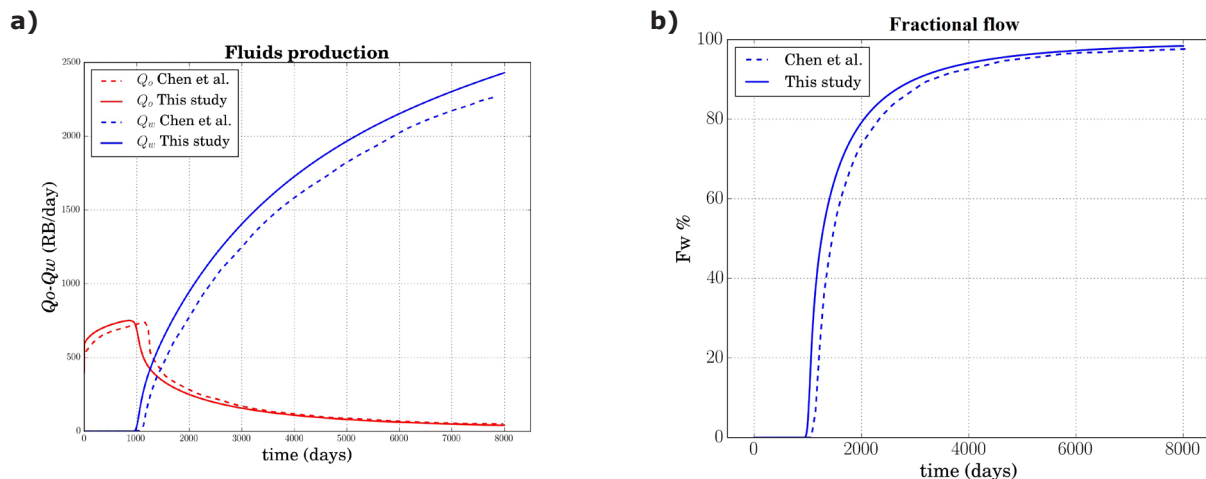 a)
Fluids production
Qo Chen et al.
Qo This study
Qw Chen et al.
Qw This study
2500
2000
1500
1000
500
0
Qo-Qw (RB/day)
0 1000 2000 3000 4000 5000 6000 7000 8000
time (days)
b)
Fractional flow
Chen et al.
This study
100
80
60
40
20
0
Fw %
0 2000 4000 6000 8000
time (days)